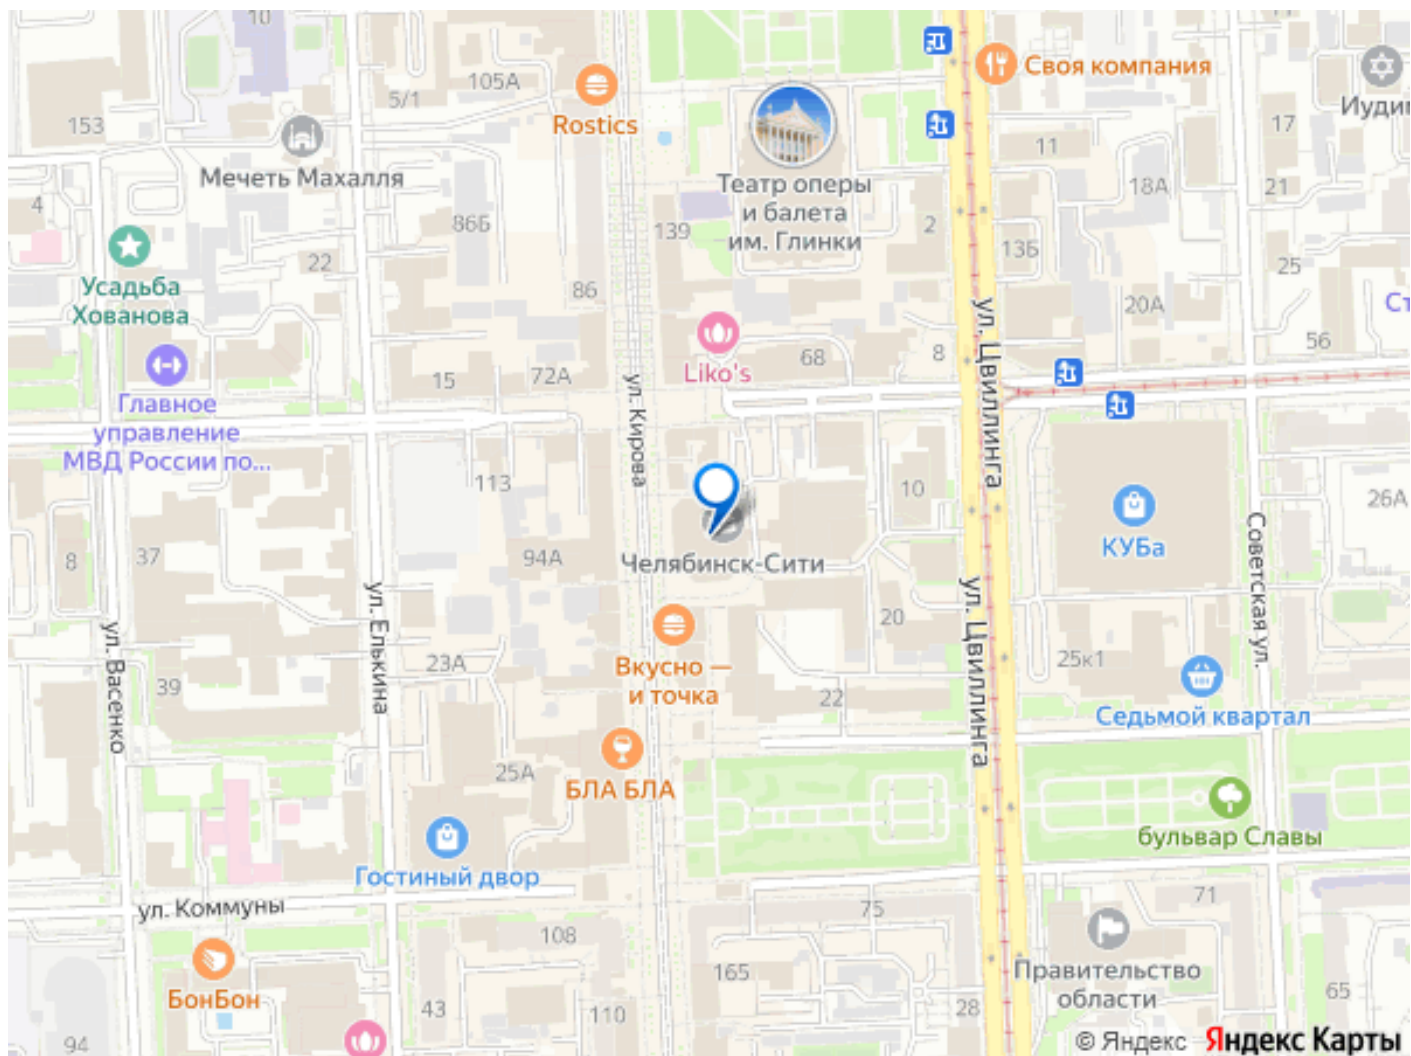 10
105A
5/1
153
Rostics
Своя компания
Иудим
17
11
Мечеть Махалля
Театр оперы
и балета
им. Глинки
18А
21
4
86Б
139
2
13Б
22
25
Усадьба
Хованова
86
ул. Цвиллинга
20А
Ст
56
68
8
Liko's
15
72А
ул. Кирова
Главное
управление
МВД России по...
113
10
26А
8
37
94А
Челябинск-Сити
КУБа
Советская ул.
ул. Елькина
ул. Цвиллинга
20
ул. Васенко
23А
Вкусно —
и точка
25к1
39
22
Седьмой квартал
25А
БЛА БЛА
бульвар Славы
Гостиный двор
ул. Коммуны
75
71
108
165
Правительство
области
БонБон
43
110
28
65
94
© Яндекс Яндекс Карты